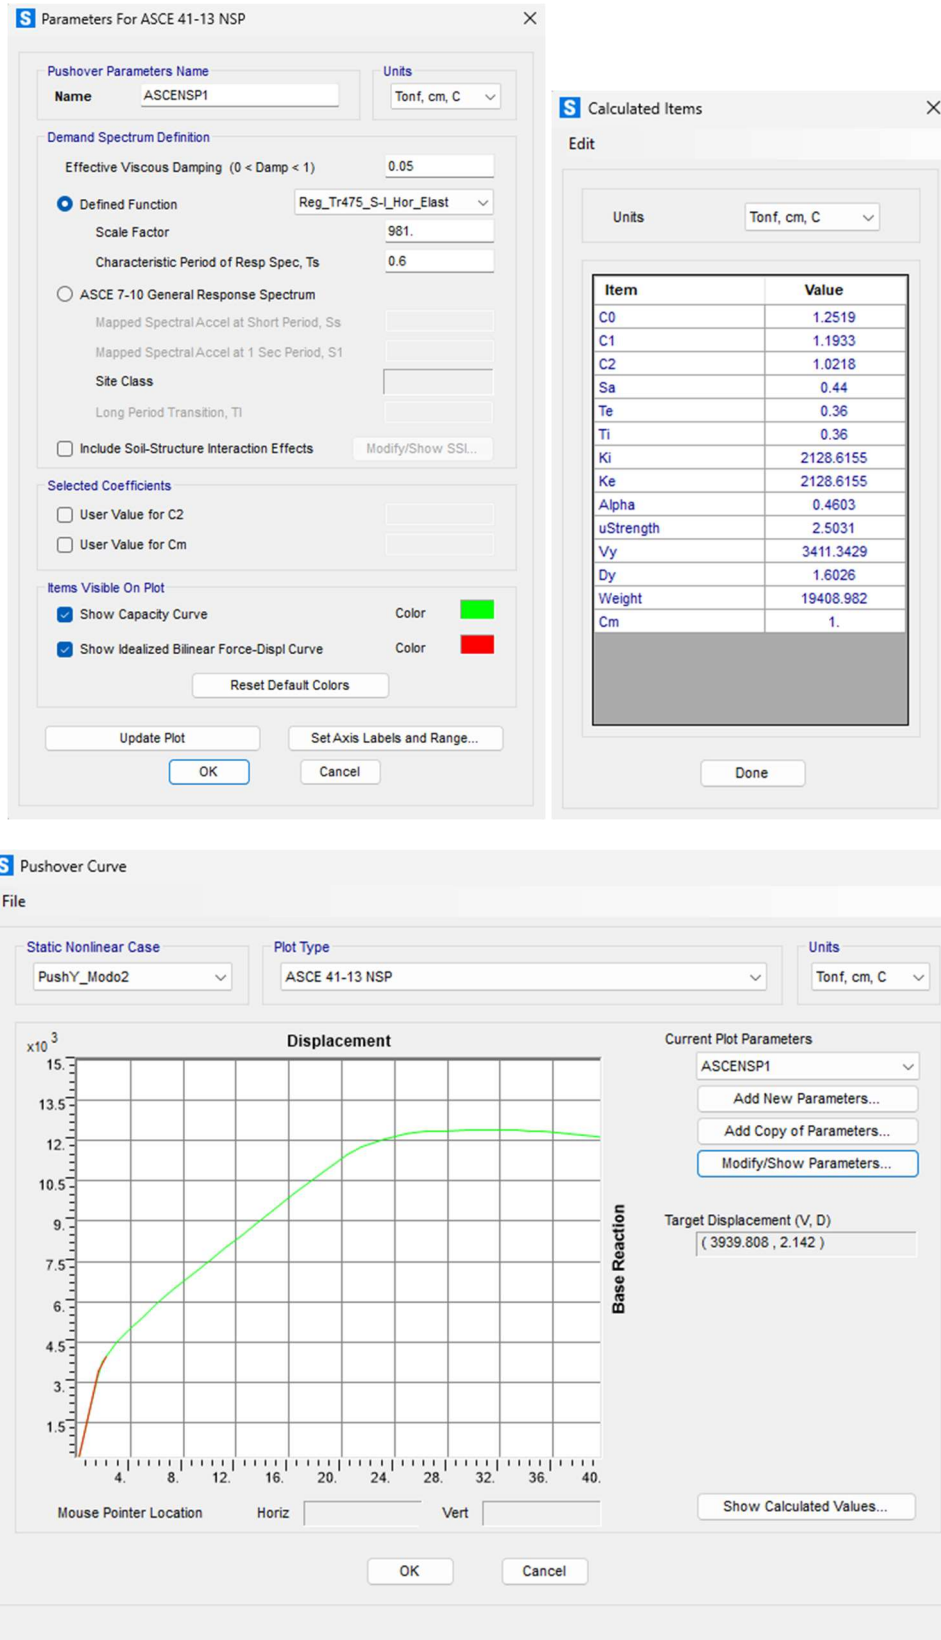 S Parameters For ASCE 41-13 NSP
Pushover Parameters Name
Name ASCENSP1
Units
Tonf, cm, C
Demand Spectrum Definition
Effective Viscous Damping (0 < Damp < 1) 0.05
Defined Function Reg_Tr475_S-I_Hor_Elast
Scale Factor 981.
Characteristic Period of Resp Spec, Ts 0.6
ASCE 7-10 General Response Spectrum
Mapped Spectral Accel at Short Period, Ss
Mapped Spectral Accel at 1 Sec Period, S1
Site Class
Long Period Transition, Tl
Include Soil-Structure Interaction Effects Modify/Show SSI...
Selected Coefficients
User Value for C2
User Value for Cm
Items Visible On Plot
Show Capacity Curve Color
Show Idealized Bilinear Force-Displ Curve Color
Reset Default Colors
Update Plot Set Axis Labels and Range...
OK Cancel
S Calculated Items
Edit
Units Tonf, cm, C
Item Value
C0 1.2519
C1 1.1933
C2 1.0218
Sa 0.44
Te 0.36
Ti 0.36
Ki 2128.6155
Ke 2128.6155
Alpha 0.4603
uStrength 2.5031
Vy 3411.3429
Dy 1.6026
Weight 19408.982
Cm 1.
Done
S Pushover Curve
File
Static Nonlinear Case
PushY_Modo2
Plot Type
ASCE 41-13 NSP
Units
Tonf, cm, C
x10 3
Displacement
15.
13.5
12.
10.5
9.
7.5
6.
4.5
3.
1.5
4. 8. 12. 16. 20. 24. 28. 32. 36. 40.
Base Reaction
Mouse Pointer Location Horiz Vert
Current Plot Parameters
ASCENSP1
Add New Parameters...
Add Copy of Parameters...
Modify/Show Parameters...
Target Displacement (V, D)
( 3939.808 , 2.142 )
Show Calculated Values...
OK Cancel